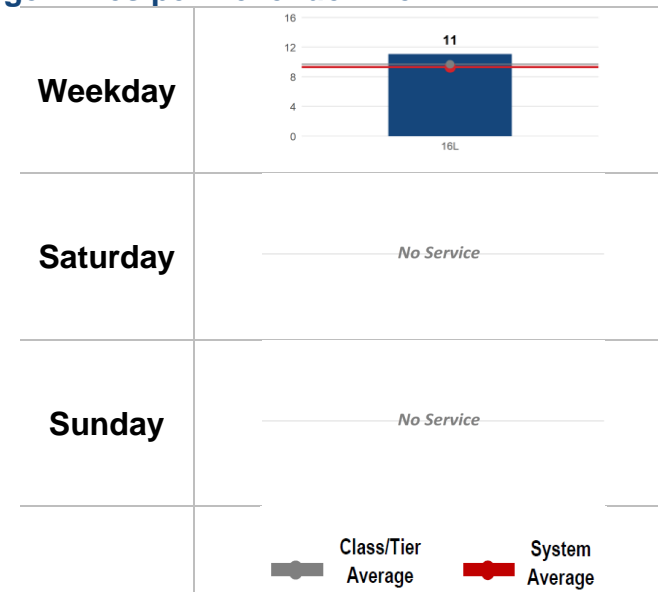 16
12
8
4
0
11
16L
Weekday
Saturday
No Service
Sunday
No Service
Class/Tier
Average
System
Average